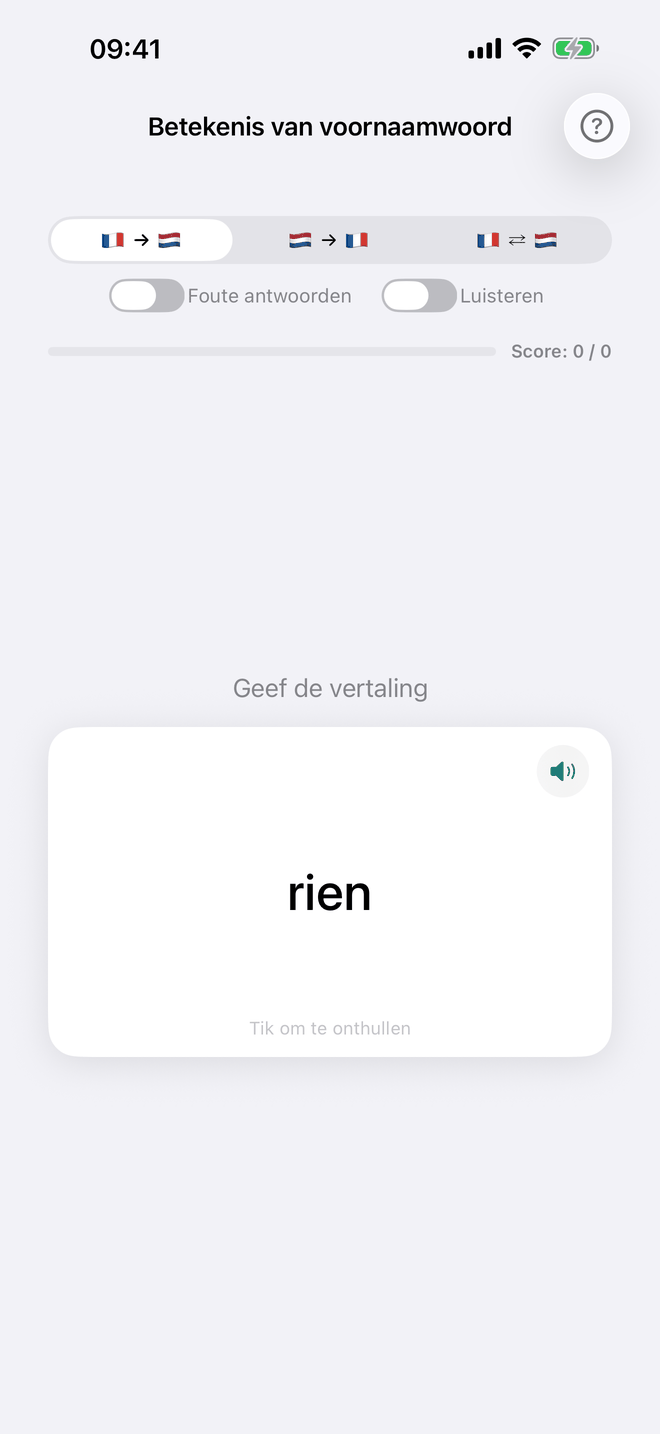 09:41
Betekenis van voornaamwoord
?
🇫🇷 → 🇳🇱 🇳🇱 → 🇫🇷 🇫🇷 ⇄ 🇳🇱
Foute antwoorden Luisteren
Score: 0 / 0
Geef de vertaling
rien
Tik om te onthullen